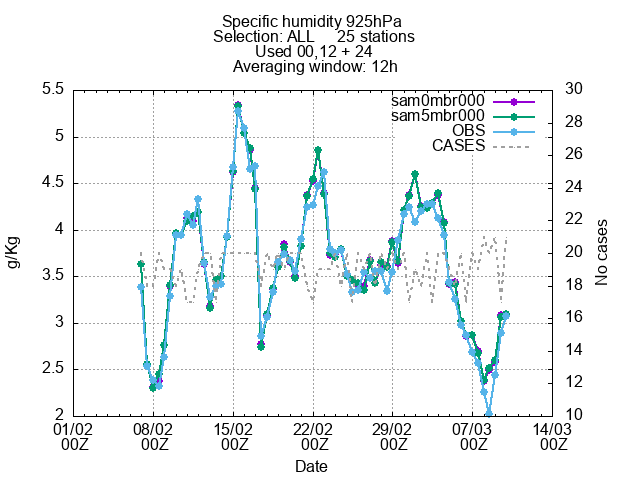 Specific humidity 925hPa
Selection: ALL 25 stations
Used 00,12 + 24
Averaging window: 12h
sam0mbr000
sam5mbr000
OBS
CASES
g/Kg
5.5
5
4.5
4
3.5
3
2.5
2
No cases
30
28
26
24
22
20
18
16
14
12
10
01/02 08/02 15/02 22/02 29/02 07/03 14/03
00Z 00Z 00Z 00Z 00Z 00Z 00Z
Date